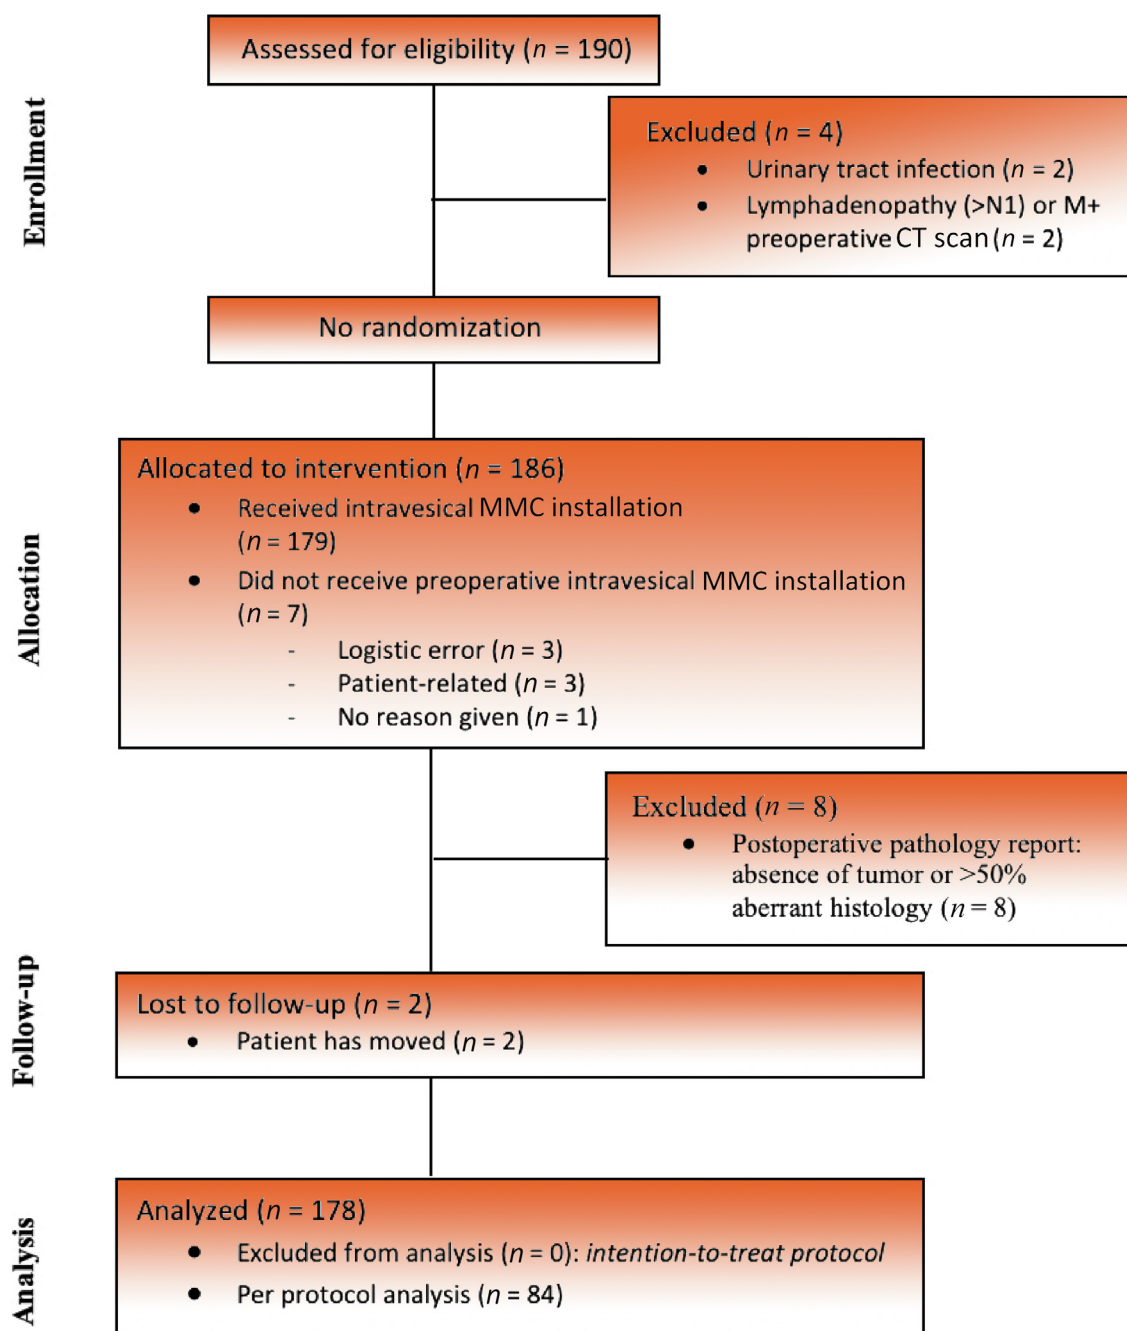 Enrollment
Assessed for eligibility (n = 190)
Excluded (n = 4)
• Urinary tract infection (n = 2)
• Lymphadenopathy (>N1) or M+
preoperative CT scan (n = 2)
No randomization
Allocation
Allocated to intervention (n = 186)
• Received intravesical MMC installation
(n = 179)
• Did not receive preoperative intravesical MMC installation
(n = 7)
- Logistic error (n = 3)
- Patient-related (n = 3)
- No reason given (n = 1)
Excluded (n = 8)
• Postoperative pathology report:
absence of tumor or >50%
aberrant histology (n = 8)
Follow-up
Lost to follow-up (n = 2)
• Patient has moved (n = 2)
Analysis
Analyzed (n = 178)
• Excluded from analysis (n = 0): intention-to-treat protocol
• Per protocol analysis (n = 84)